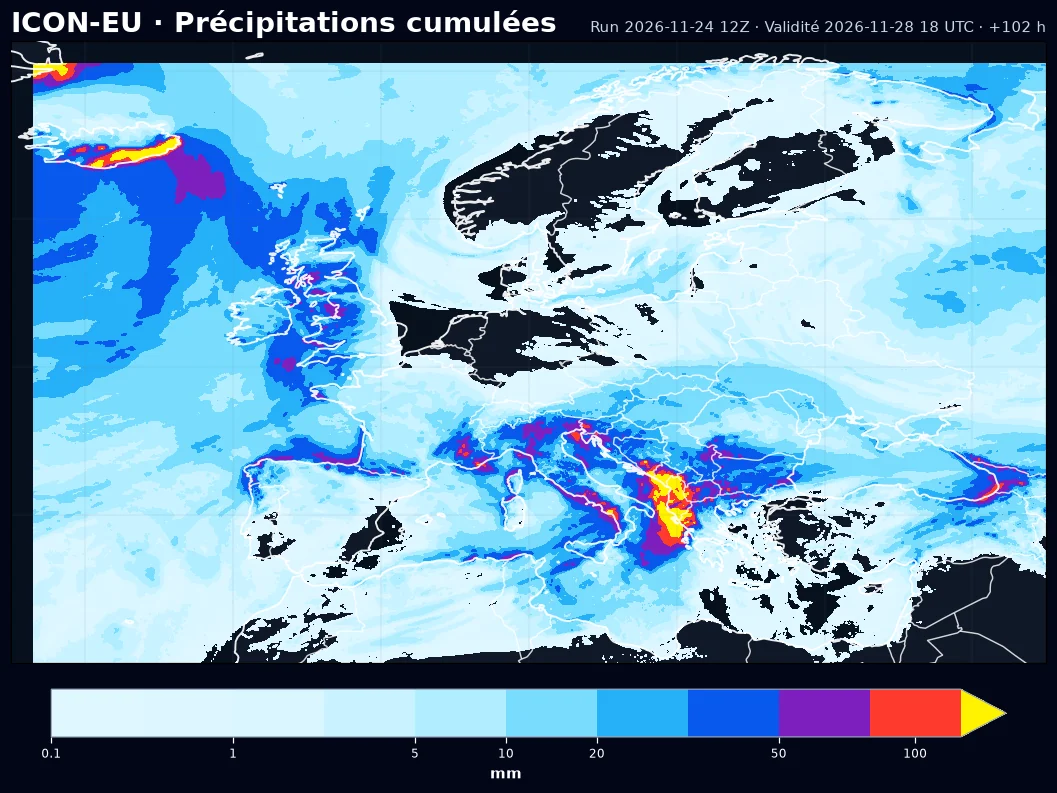 ICON-EU · Précipitations cumulées
Run 2026-11-24 12Z · Validité 2026-11-28 18 UTC · +102 h
0.1 1 5 10 20 50 100
mm